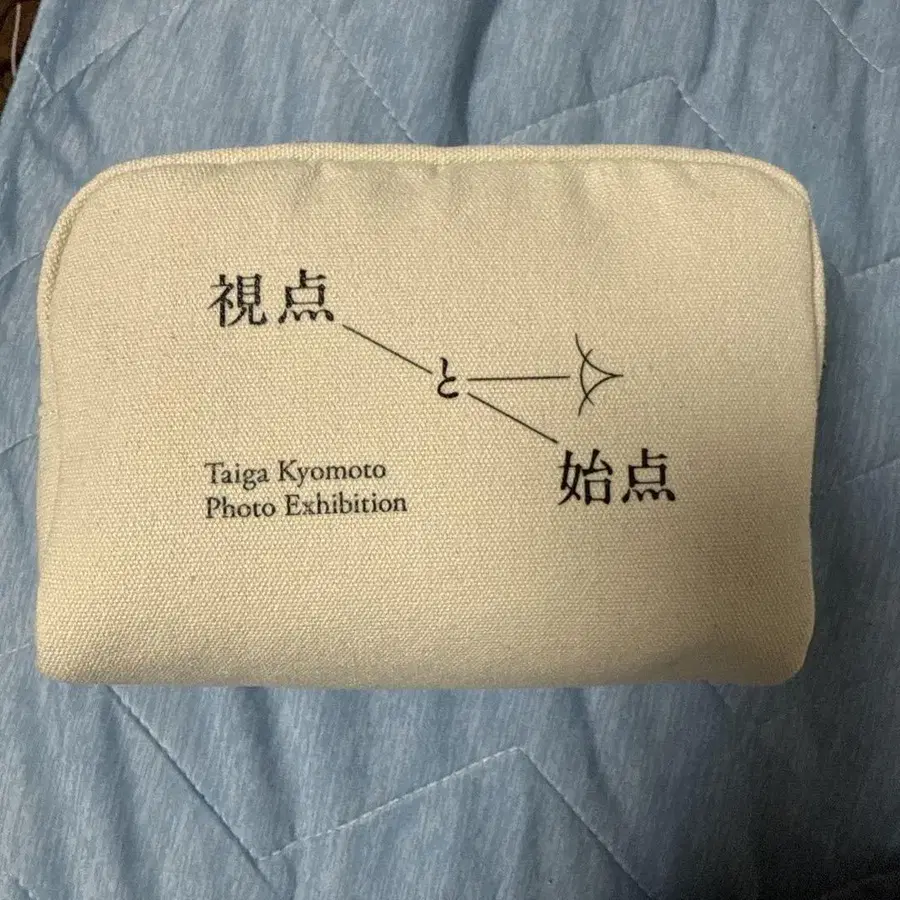 視点
と
始点
Taiga Kyomoto
Photo Exhibition